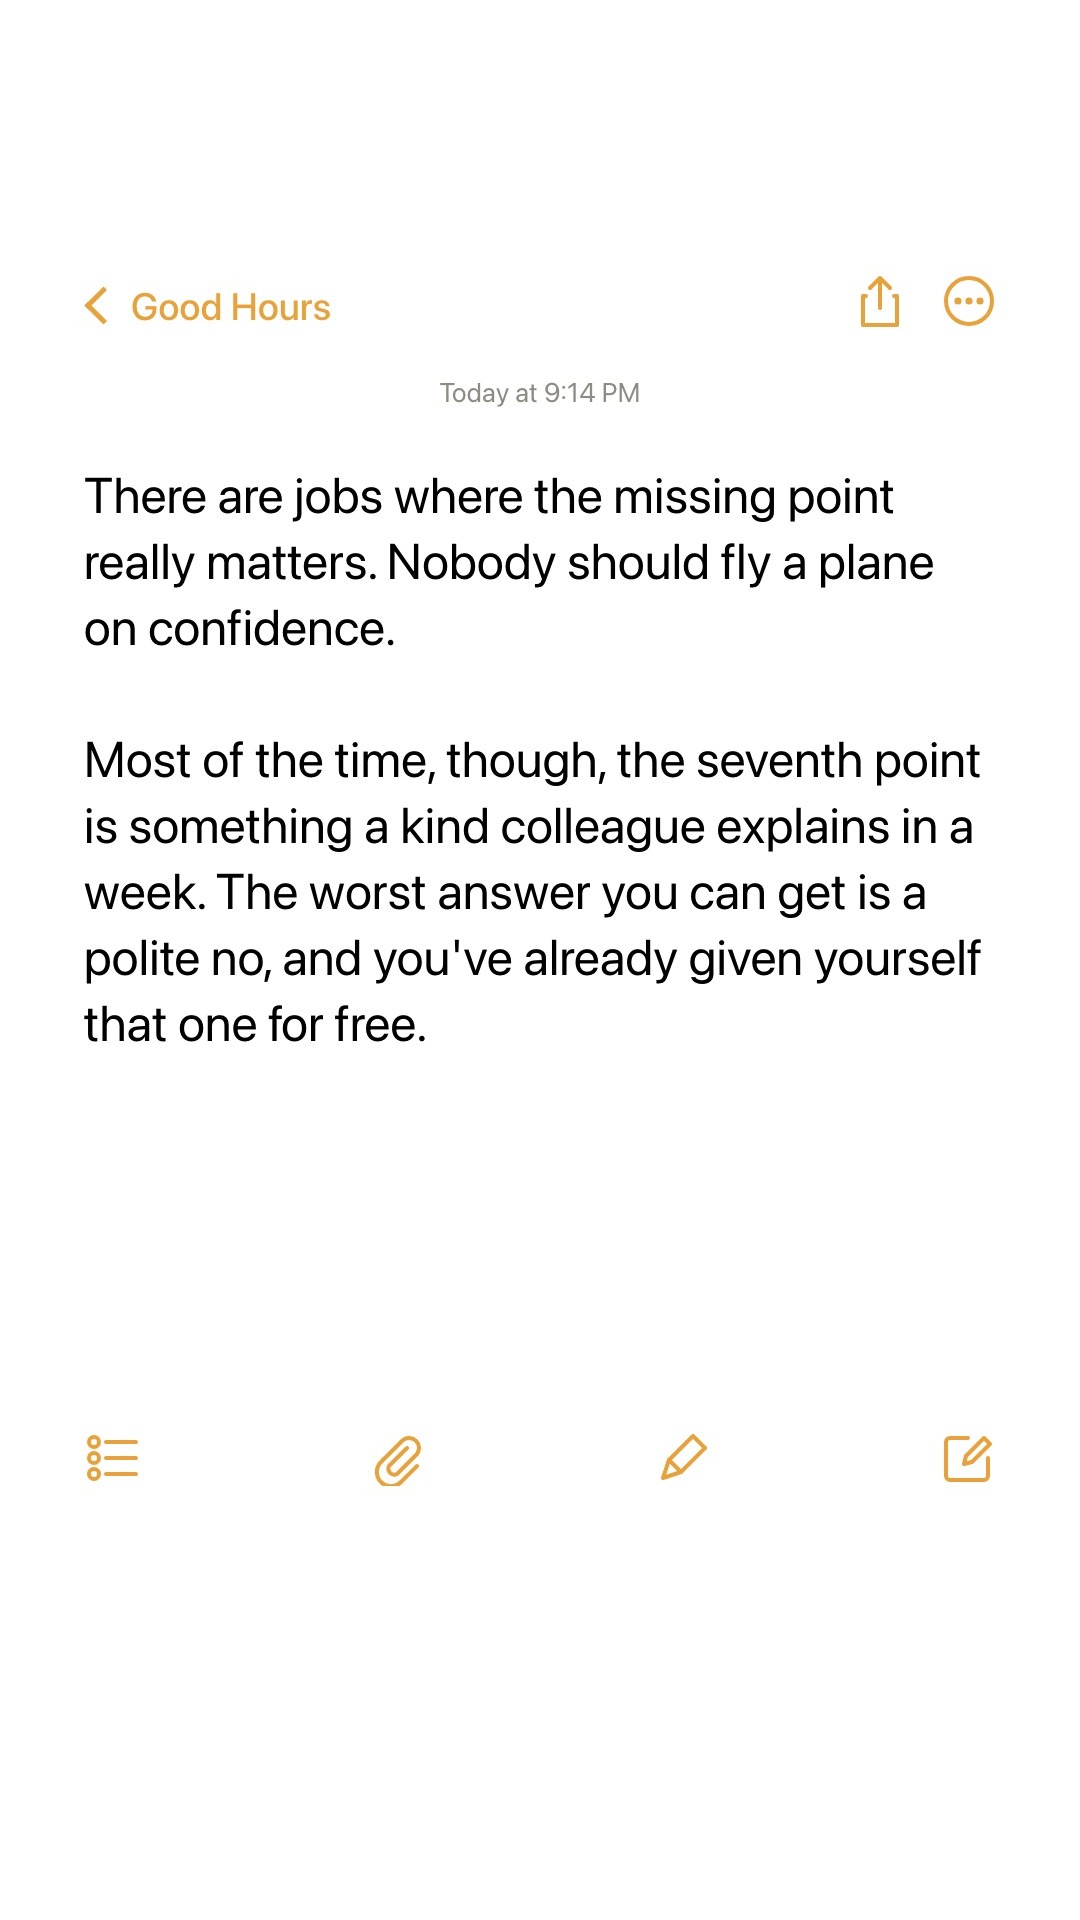 Good Hours
Today at 9:14 PM
There are jobs where the missing point
really matters. Nobody should fly a plane
on confidence.
Most of the time, though, the seventh point
is something a kind colleague explains in a
week. The worst answer you can get is a
polite no, and you've already given yourself
that one for free.